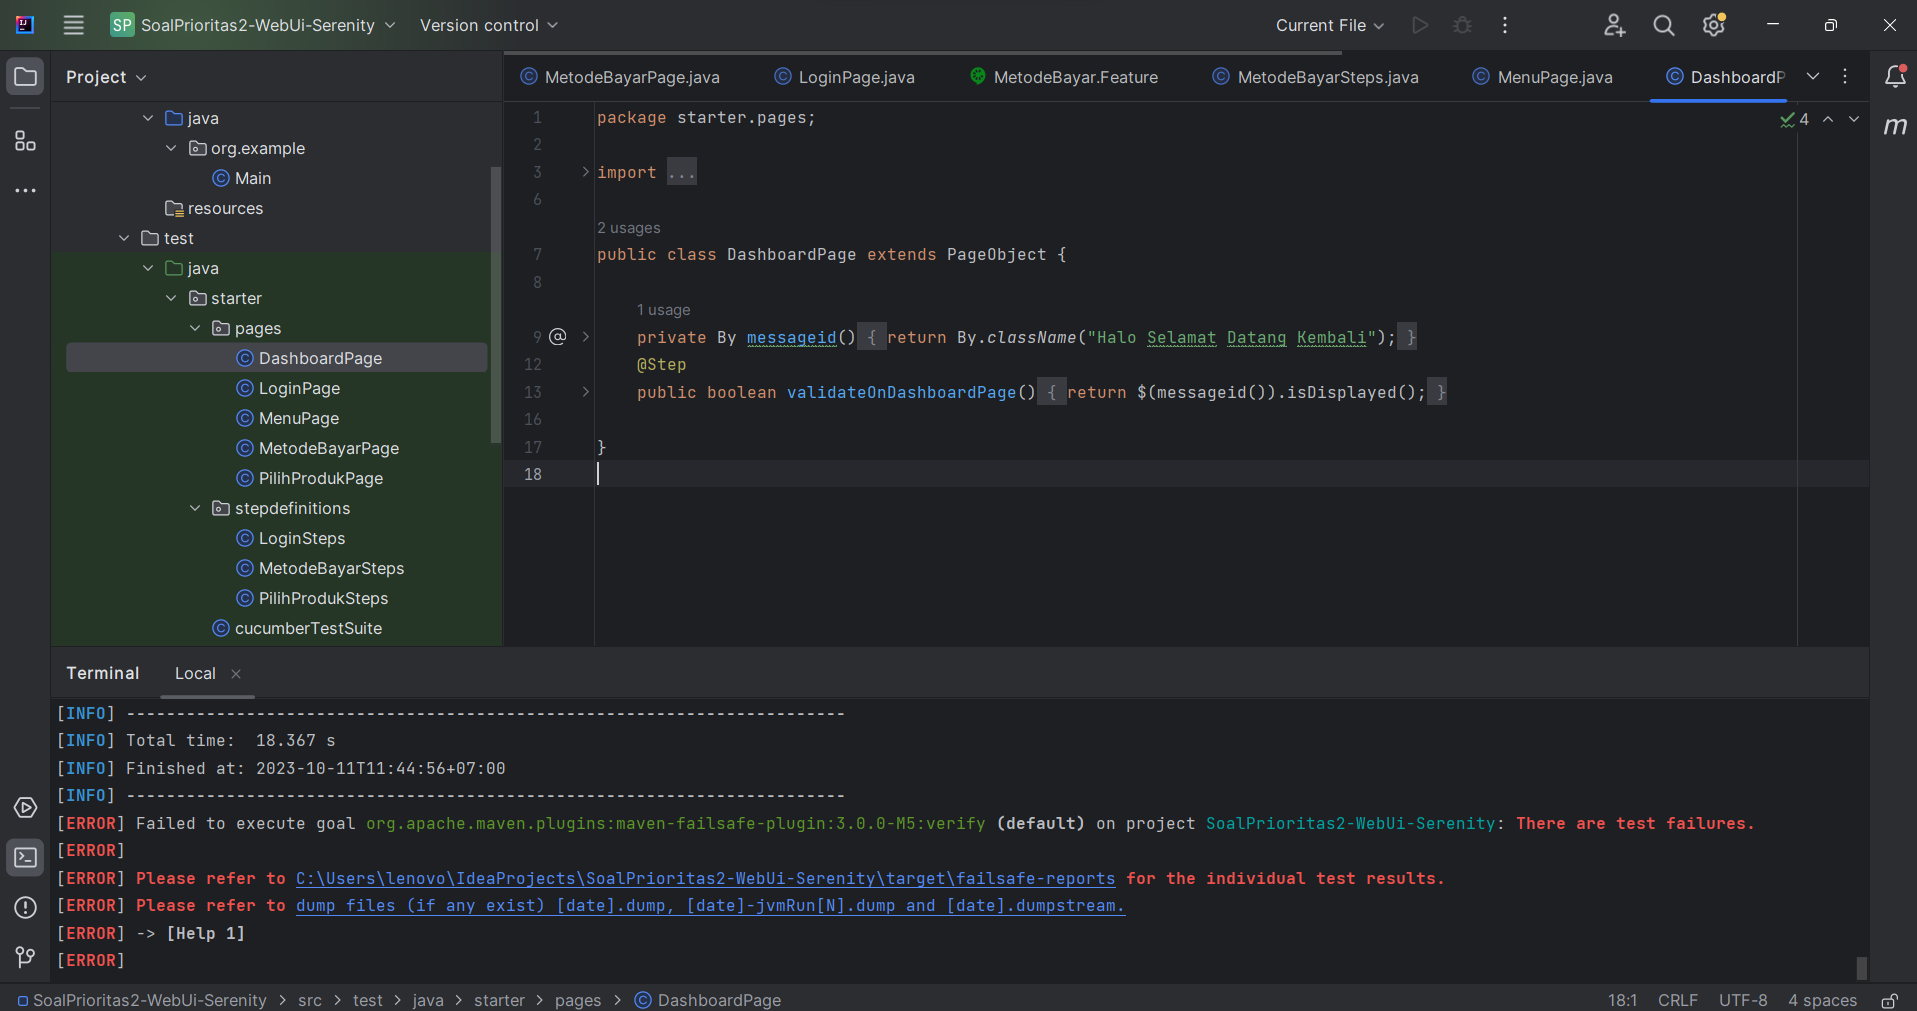 SP SoalPrioritas2-WebUi-Serenity Version control Current File
Project
MetodeBayarPage.java LoginPage.java MetodeBayar.Feature MetodeBayarSteps.java MenuPage.java DashboardP
java
org.example
Main
resources
test
java
starter
pages
DashboardPage
LoginPage
MenuPage
MetodeBayarPage
PilihProdukPage
stepdefinitions
LoginSteps
MetodeBayarSteps
PilihProdukSteps
cucumberTestSuite
4
m
1 package starter.pages;
2
3 import ...
6
2 usages
7 public class DashboardPage extends PageObject {
8
1 usage
9 @ private By messageid() { return By.className("Halo Selamat Datang Kembali"); }
12 @Step
13 public boolean validateOnDashboardPage() { return $(messageid()).isDisplayed(); }
16
17 }
18
Terminal Local
[INFO] ------------------------------------------------------------------------
[INFO] Total time:  18.367 s
[INFO] Finished at: 2023-10-11T11:44:56+07:00
[INFO] ------------------------------------------------------------------------
[ERROR] Failed to execute goal org.apache.maven.plugins:maven-failsafe-plugin:3.0.0-M5:verify (default) on project SoalPrioritas2-WebUi-Serenity: There are test failures.
[ERROR]
[ERROR] Please refer to C:\Users\lenovo\IdeaProjects\SoalPrioritas2-WebUi-Serenity\target\failsafe-reports for the individual test results.
[ERROR] Please refer to dump files (if any exist) [date].dump, [date]-jvmRun[N].dump and [date].dumpstream.
[ERROR] -> [Help 1]
[ERROR]
SoalPrioritas2-WebUi-Serenity > src > test > java > starter > pages > DashboardPage 18:1 CRLF UTF-8 4 spaces